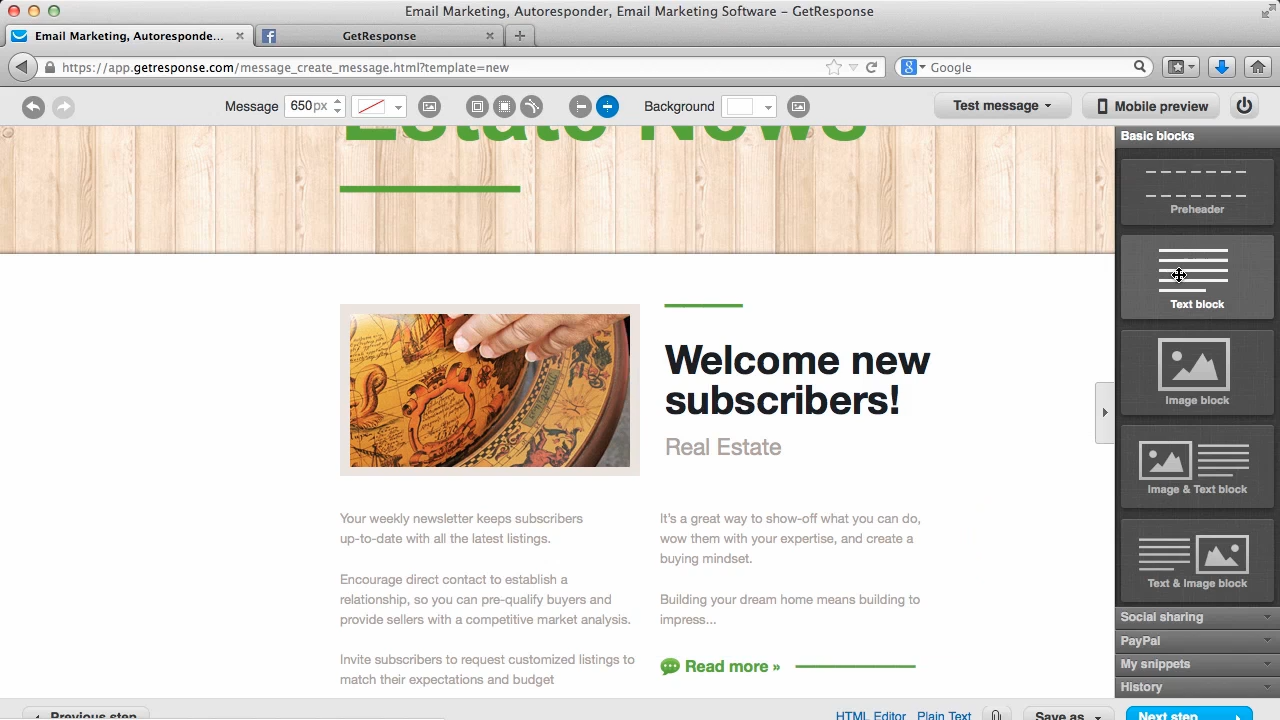 Email Marketing, Autoresponder, Email Marketing Software – GetResponse
Email Marketing, Autoresponde...
GetResponse
https://app.getresponse.com/message_create_message.html?template=new
Google
Message
650px
Background
Test message
Mobile preview
Estate News
Basic blocks
Preheader
Text block
Image block
Image & Text block
Text & Image block
Social sharing
PayPal
My snippets
History
Welcome new
subscribers!
Real Estate
Your weekly newsletter keeps subscribers
up-to-date with all the latest listings.
Encourage direct contact to establish a
relationship, so you can pre-qualify buyers and
provide sellers with a competitive market analysis.
Invite subscribers to request customized listings to
match their expectations and budget
It's a great way to show-off what you can do,
wow them with your expertise, and create a
buying mindset.
Building your dream home means building to
impress...
Read more »
Previous step
HTML Editor
Plain Text
Save as
Next step